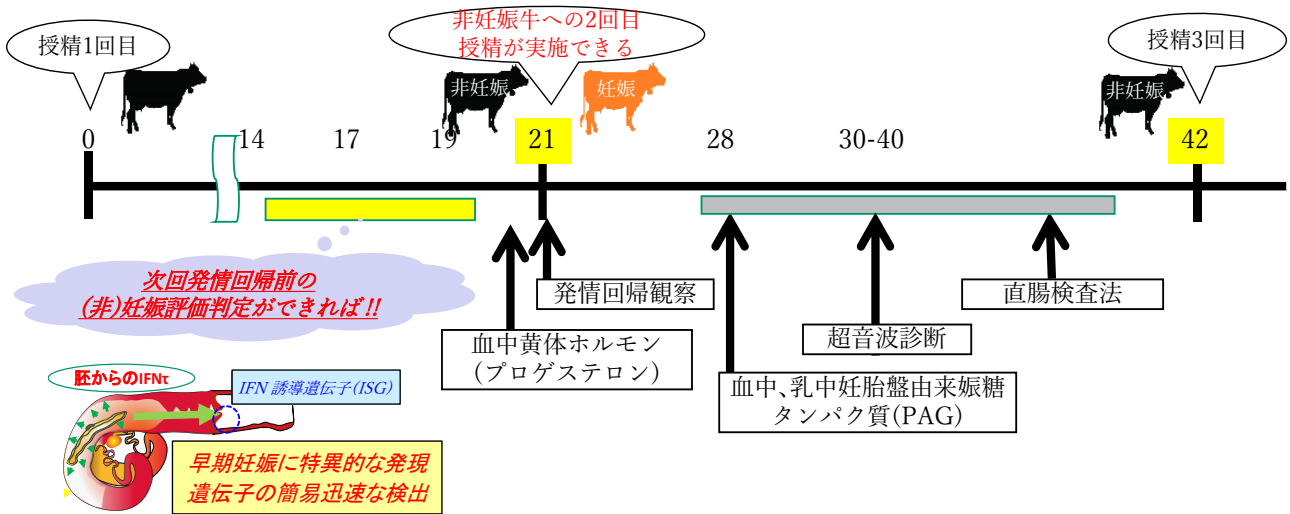 授精1回目
非妊娠牛への2回目
授精が実施できる
授精3回目
非妊娠
妊娠
非妊娠
0
14
17
19
21
28
30-40
42
次回発情回帰前の
(非)妊娠評価判定ができれば!!
発情回帰観察
直腸検査法
血中黄体ホルモン
(プロゲステロン)
超音波診断
血中、乳中妊胎盤由来娠糖
タンパク質(PAG)
胚からのIFNτ
IFN 誘導遺伝子(ISG)
早期妊娠に特異的な発現
遺伝子の簡易迅速な検出